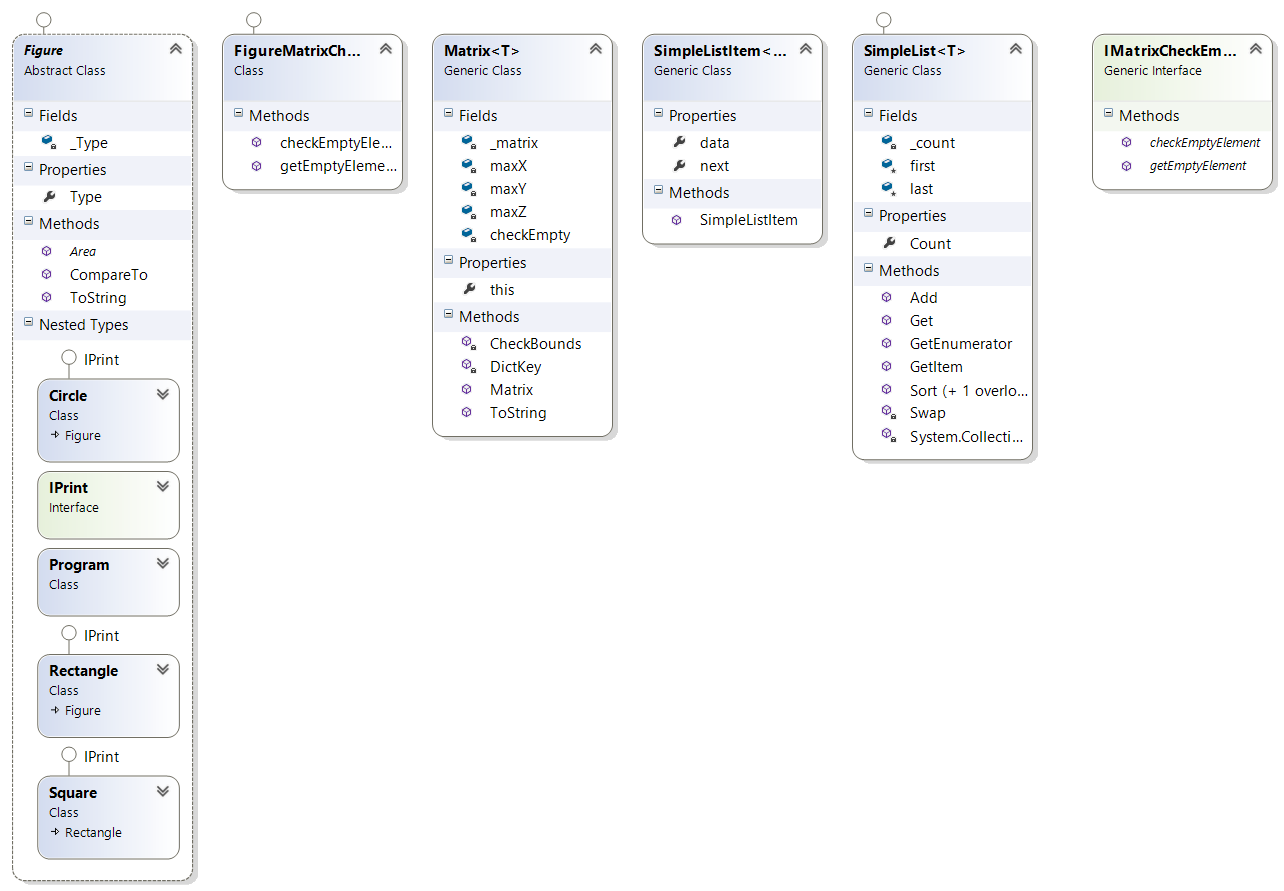 Figure
Abstract Class
Fields
_Type
Properties
Type
Methods
Area
CompareTo
ToString
Nested Types
IPrint
Circle
Class
Figure
IPrint
Interface
Program
Class
IPrint
Rectangle
Class
Figure
IPrint
Square
Class
Rectangle
FigureMatrixCh...
Class
Methods
checkEmptyEle...
getEmptyEleme...
Matrix<T>
Generic Class
Fields
_matrix
maxX
maxY
maxZ
checkEmpty
Properties
this
Methods
CheckBounds
DictKey
Matrix
ToString
SimpleListItem<...
Generic Class
Properties
data
next
Methods
SimpleListItem
SimpleList<T>
Generic Class
Fields
_count
first
last
Properties
Count
Methods
Add
Get
GetEnumerator
GetItem
Sort (+ 1 overlo...
Swap
System.Collecti...
IMatrixCheckEm...
Generic Interface
Methods
checkEmptyElement
getEmptyElement